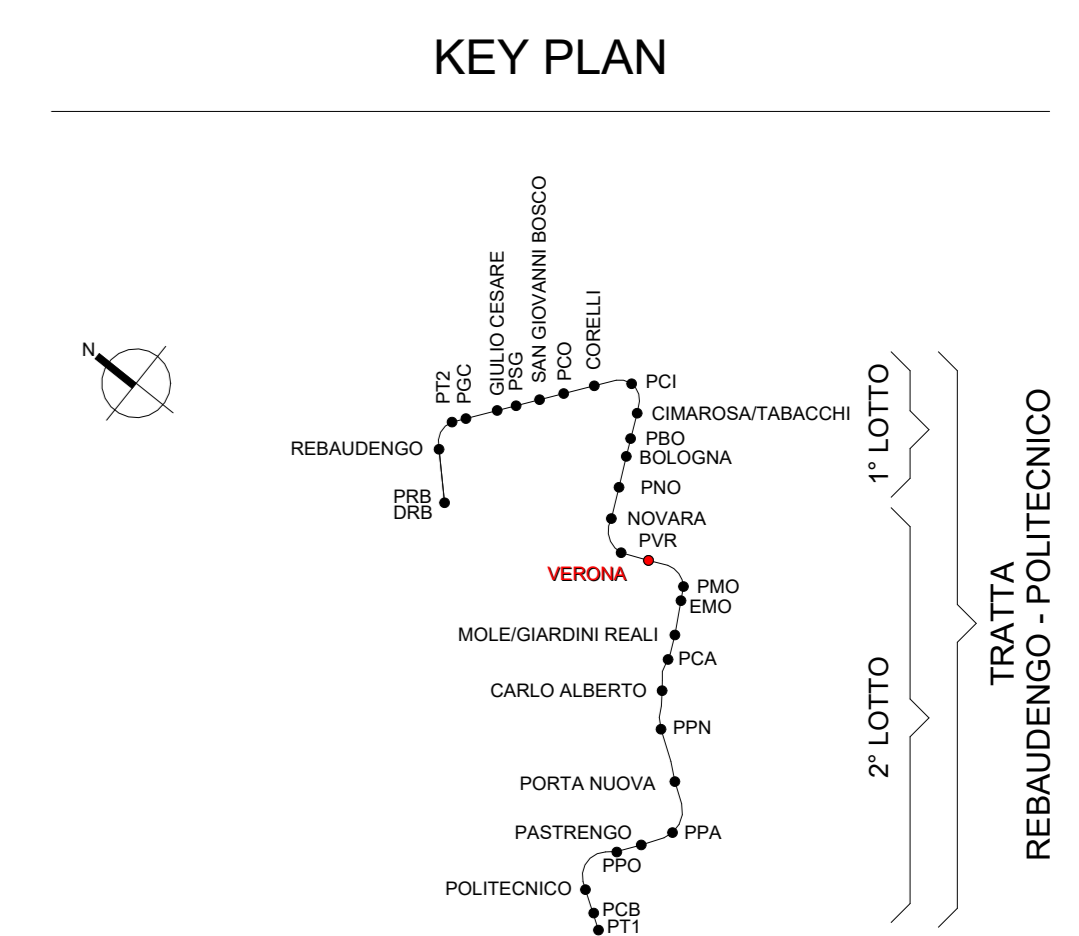 KEY PLAN
N
PT2
PGC
GIULIO CESARE
PSG
SAN GIOVANNI BOSCO
PCO
CORELLI
PCI
CIMAROSA/TABACCHI
REBAUDENGO
PBO
BOLOGNA
PRB
DRB
PNO
NOVARA
PVR
VERONA
PMO
EMO
MOLE/GIARDINI REALI
PCA
CARLO ALBERTO
PPN
PORTA NUOVA
PASTRENGO
PPA
PPO
POLITECNICO
PCB
PT1
1° LOTTO
2° LOTTO
TRATTA
REBAUDENGO - POLITECNICO